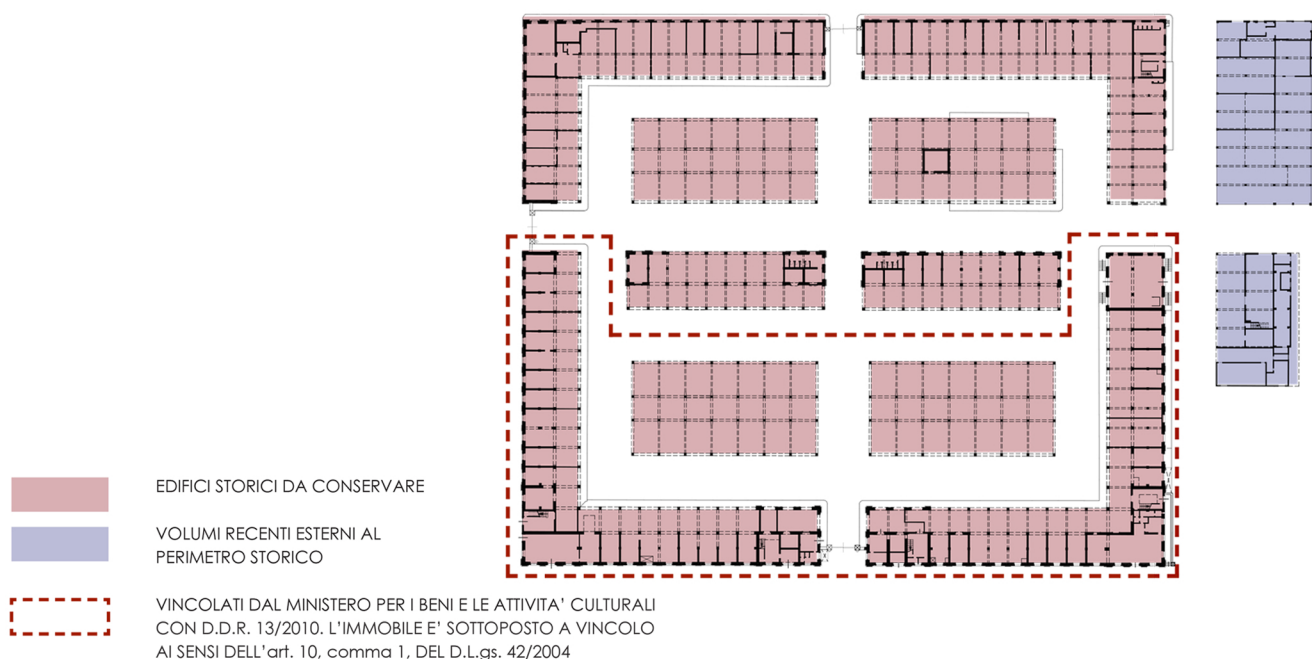 EDIFICI STORICI DA CONSERVARE
VOLUMI RECENTI ESTERNI AL
PERIMETRO STORICO
VINCOLATI DAL MINISTERO PER I BENI E LE ATTIVITA' CULTURALI
CON D.D.R. 13/2010. L'IMMOBILE E' SOTTOPOSTO A VINCOLO
AI SENSI DELL'art. 10, comma 1, DEL D.L.gs. 42/2004